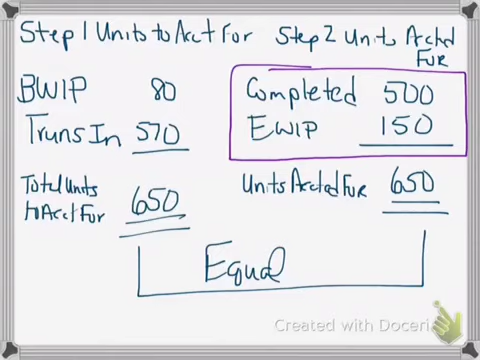 Step 1 Units to Acct For
BWIP 80
Trans In 570
Total Units to Acct For 650
Step 2 Units Acctd For
Completed 500
EWIP 150
Units Acctd For 650
Equal
Created with Doceri